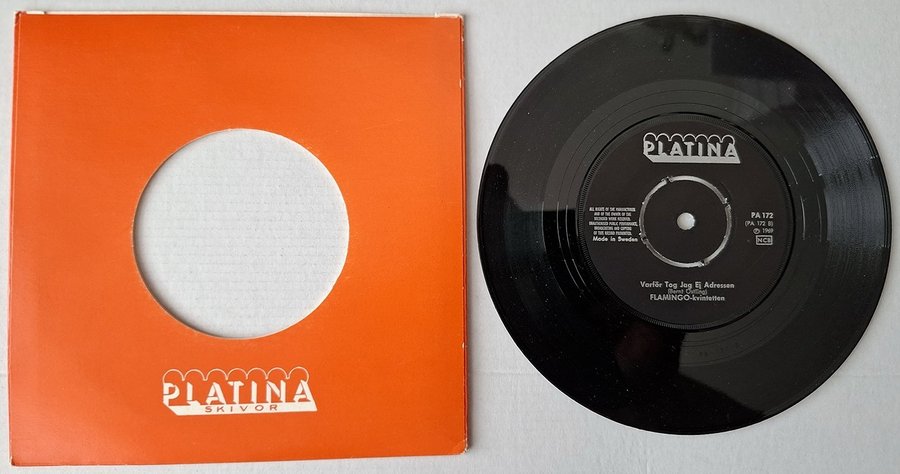 PLATINA
SKIVOR
PLATINA
ALL RIGHTS OF THE MANUFACTURER
AND OF THE OWNER OF THE
RECORDED WORK RESERVED.
UNAUTHORISED PUBLIC PERFORMANCE,
BROADCASTING AND COPYING
OF THIS RECORD PROHIBITED.
Made in Sweden
PA 172
(PA 172 B)
℗ 1969
NCB
Varför Tog Jag Ej Adressen
(Bernt Östling)
FLAMINGO-kvintetten